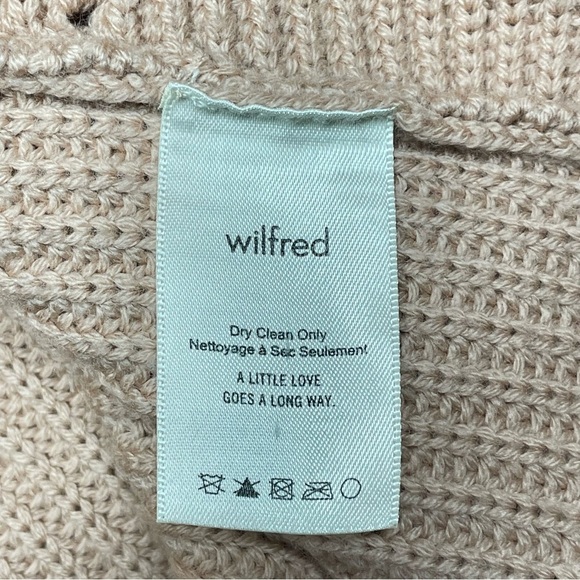 wilfred
Dry Clean Only
Nettoyage à Sec Seulement
A LITTLE LOVE
GOES A LONG WAY.